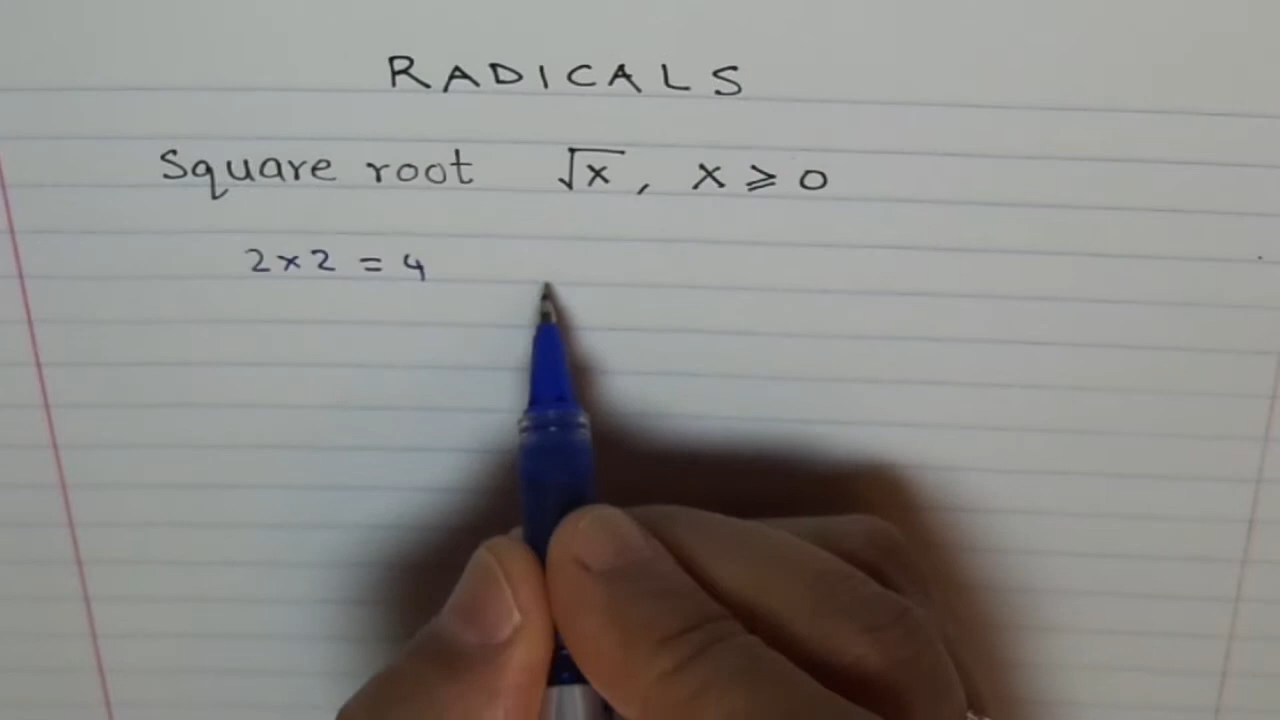 RADICALS
Square root √x, x ⩾ 0
2×2 = 4